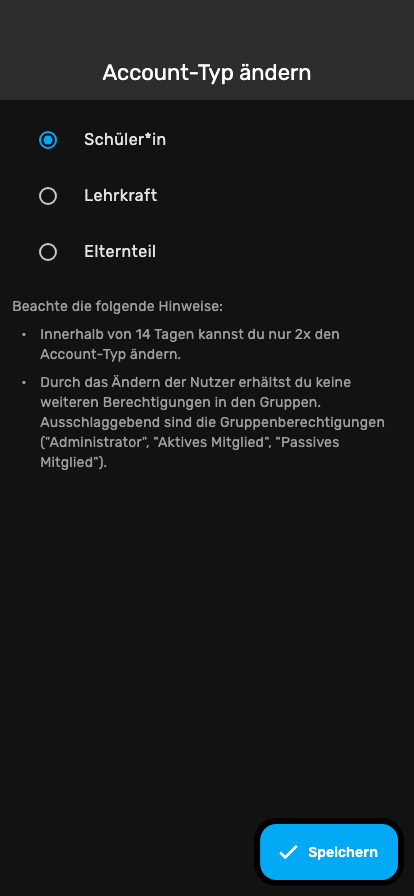 Account-Typ ändern
Schüler*in
Lehrkraft
Elternteil
Beachte die folgende Hinweise:
• Innerhalb von 14 Tagen kannst du nur 2x den
Account-Typ ändern.
• Durch das Ändern der Nutzer erhältst du keine
weiteren Berechtigungen in den Gruppen.
Ausschlaggebend sind die Gruppenberechtigungen
("Administrator", "Aktives Mitglied", "Passives
Mitglied").
Speichern